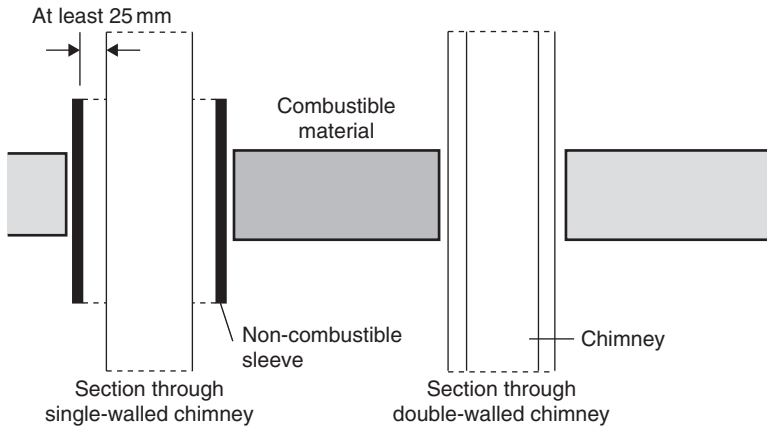 At least 25 mm
Combustible
material
Non-combustible
sleeve
Chimney
Section through
single-walled chimney
Section through
double-walled chimney